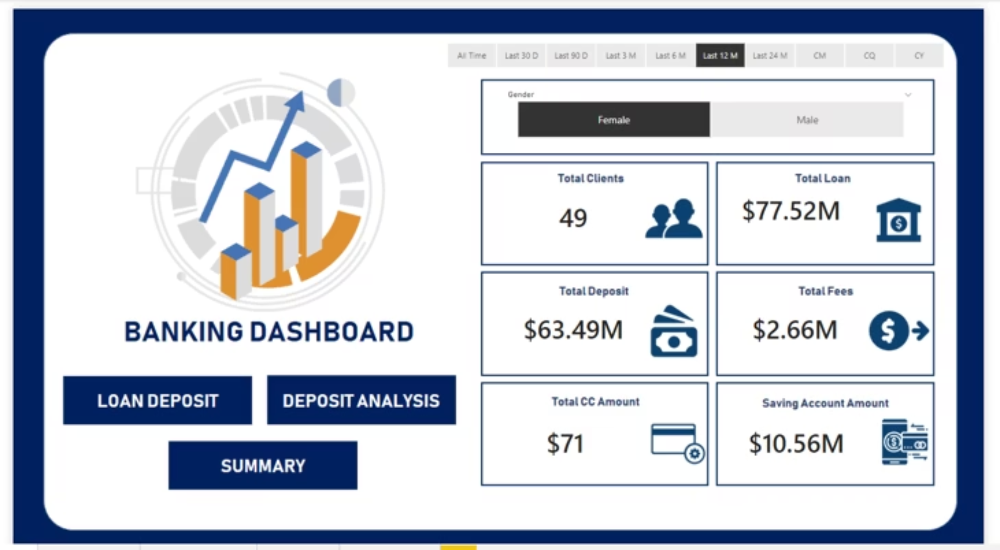 All Time
Last 30 D
Last 90 D
Last 3 M
Last 6 M
Last 12 M
Last 24 M
CM
CQ
CY
Gender
Female
Male
Total Clients
49
Total Loan
$77.52M
$
Total Deposit
$63.49M
Total Fees
$2.66M
$
Total CC Amount
$71
Saving Account Amount
$10.56M
$
BANKING DASHBOARD
LOAN DEPOSIT
DEPOSIT ANALYSIS
SUMMARY